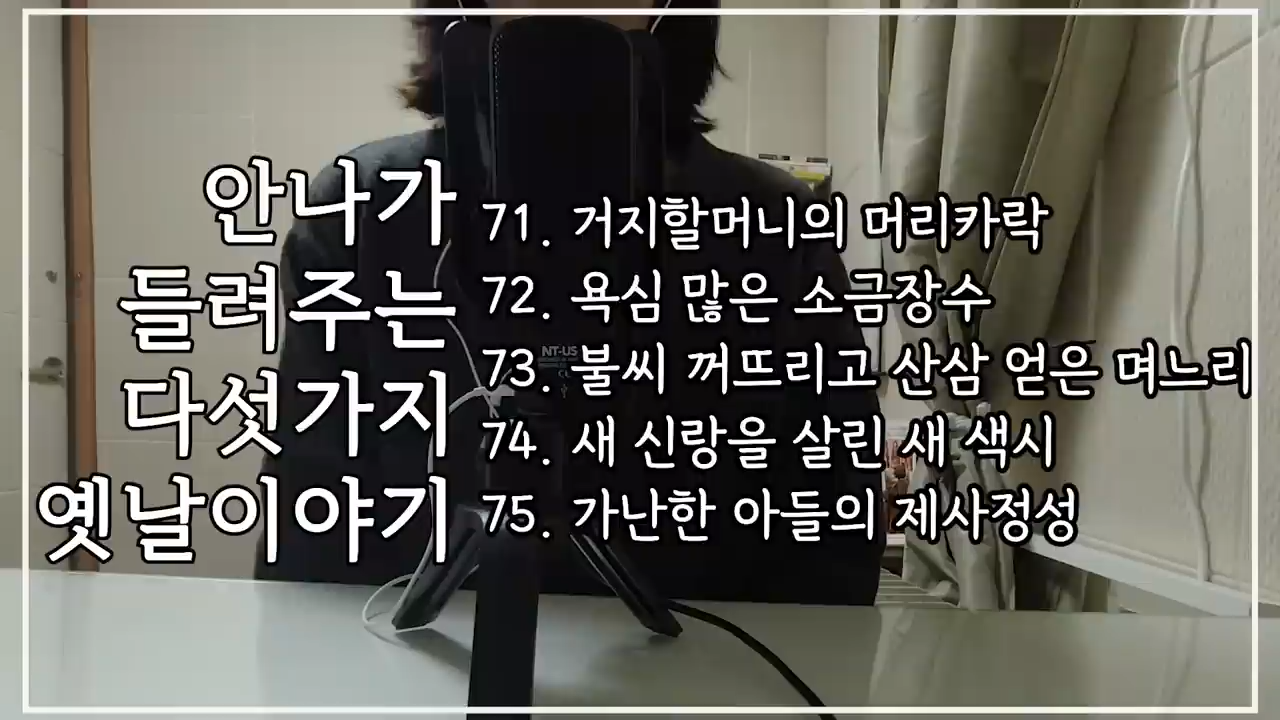 안나가
들려주는
다섯가지
옛날이야기
71. 거지할머니의 머리카락
72. 욕심 많은 소금장수
73. 불씨 꺼뜨리고 산삼 얻은 며느리
74. 새 신랑을 살린 새 색시
75. 가난한 아들의 제사정성
NT-US